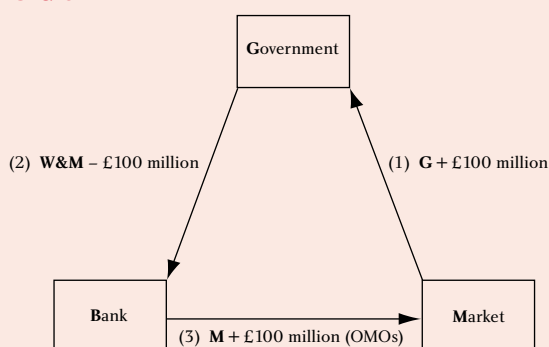 Government
(2) W&M – £100 million
(1) G + £100 million
Bank
Market
(3) M + £100 million (OMOs)